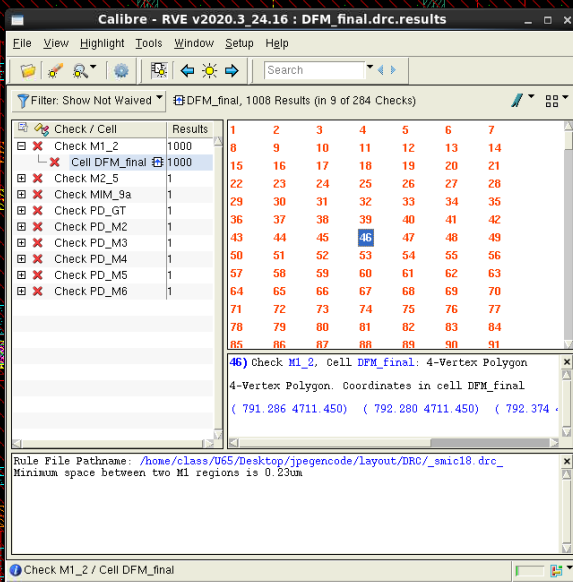 Calibre - RVE v2020.3_24.16 : DFM_final.drc.results
File View Highlight Tools Window Setup Help
Search
Filter: Show Not Waived DFM_final, 1008 Results (in 9 of 284 Checks)
Check / Cell Results
Check M1_2 1000
Cell DFM_final 1000
Check M2_5 1
Check MIM_9a 1
Check PD_GT 1
Check PD_M2 1
Check PD_M3 1
Check PD_M4 1
Check PD_M5 1
Check PD_M6 1
1 2 3 4 5 6 7
8 9 10 11 12 13 14
15 16 17 18 19 20 21
22 23 24 25 26 27 28
29 30 31 32 33 34 35
36 37 38 39 40 41 42
43 44 45 46 47 48 49
50 51 52 53 54 55 56
57 58 59 60 61 62 63
64 65 66 67 68 69 70
71 72 73 74 75 76 77
78 79 80 81 82 83 84
85 86 87 88 89 90 91
46) Check M1_2, Cell DFM_final: 4-Vertex Polygon
4-Vertex Polygon. Coordinates in cell DFM_final
( 791.286 4711.450) ( 792.280 4711.450) ( 792.374
Rule File Pathname: /home/class/U65/Desktop/jpegencode/layout/DRC/_smic18.drc_
Minimum space between two M1 regions is 0.23um
Check M1_2 / Cell DFM_final